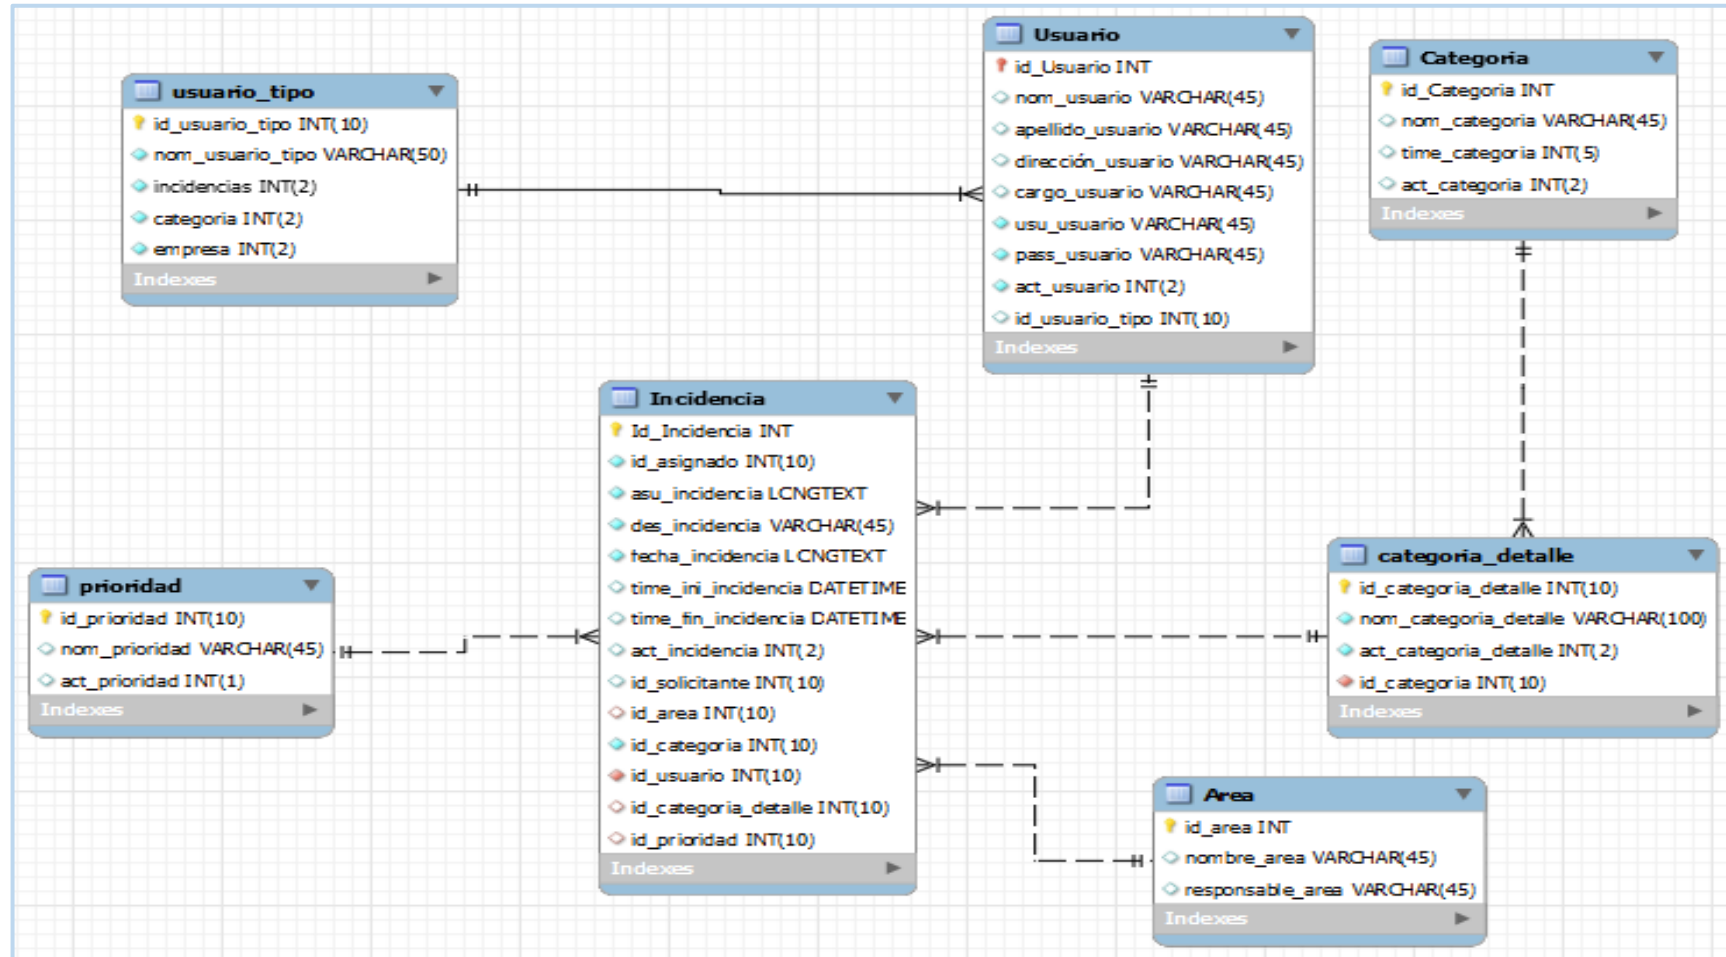 usuario_tipo
id_usuario_tipo INT(10)
nom_usuario_tipo VARCHAR(50)
incidencias INT(2)
categoria INT(2)
empresa INT(2)
Indexes
Usuario
id_Usuario INT
nom_usuario VARCHAR(45)
apellido_usuario VARCHAR(45)
dirección_usuario VARCHAR(45)
cargo_usuario VARCHAR(45)
usu_usuario VARCHAR(45)
pass_usuario VARCHAR(45)
act_usuario INT(2)
id_usuario_tipo INT(10)
Indexes
Categoria
id_Categoria INT
nom_categoria VARCHAR(45)
time_categoria INT(5)
act_categoria INT(2)
Indexes
Incidencia
Id_Incidencia INT
id_asignado INT(10)
asu_incidencia LONGTEXT
des_incidencia VARCHAR(45)
fecha_incidencia LONGTEXT
time_ini_incidencia DATETIME
time_fin_incidencia DATETIME
act_incidencia INT(2)
id_solicitante INT(10)
id_area INT(10)
id_categoria INT(10)
id_usuario INT(10)
id_categoria_detalle INT(10)
id_prioridad INT(10)
Indexes
prioridad
id_prioridad INT(10)
nom_prioridad VARCHAR(45)
act_prioridad INT(1)
Indexes
categoria_detalle
id_categoria_detalle INT(10)
nom_categoria_detalle VARCHAR(100)
act_categoria_detalle INT(2)
id_categoria INT(10)
Indexes
Area
id_area INT
nombre_area VARCHAR(45)
responsable_area VARCHAR(45)
Indexes